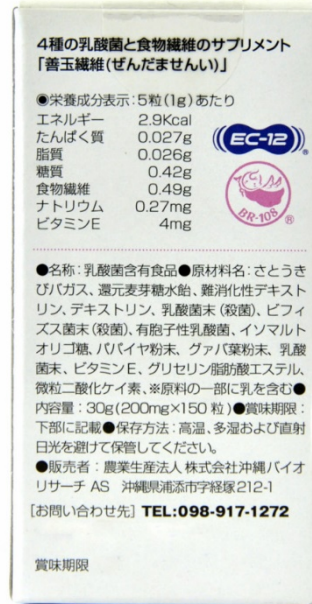 4種の乳酸菌と食物繊維のサプリメント
「善玉繊維(ぜんだませんい)」
●栄養成分表示:5粒(1g)あたり
エネルギー 2.9Kcal
たんぱく質 0.027g
脂質 0.026g
糖質 0.42g
食物繊維 0.49g
ナトリウム 0.27mg
ビタミンE 4mg
EC-12®
BR-108®
●名称:乳酸菌含有食品●原材料名:さとうき
びバガス、還元麦芽糖水飴、難消化性デキスト
リン、デキストリン、乳酸菌末(殺菌)、ビフィ
ズス菌末(殺菌)、有胞子性乳酸菌、イソマルト
オリゴ糖、パパイヤ粉末、グァバ葉粉末、乳酸
菌末、ビタミンE、グリセリン脂肪酸エステル、
微粒二酸化ケイ素、※原料の一部に乳を含む●
内容量:30g(200mg×150粒)●賞味期限:
下部に記載●保存方法:高温、多湿および直射
日光を避けて保管してください。
●販売者:農業生産法人 株式会社沖縄バイオ
リサーチ AS 沖縄県浦添市字経塚212-1
[お問い合わせ先] TEL:098-917-1272
賞味期限